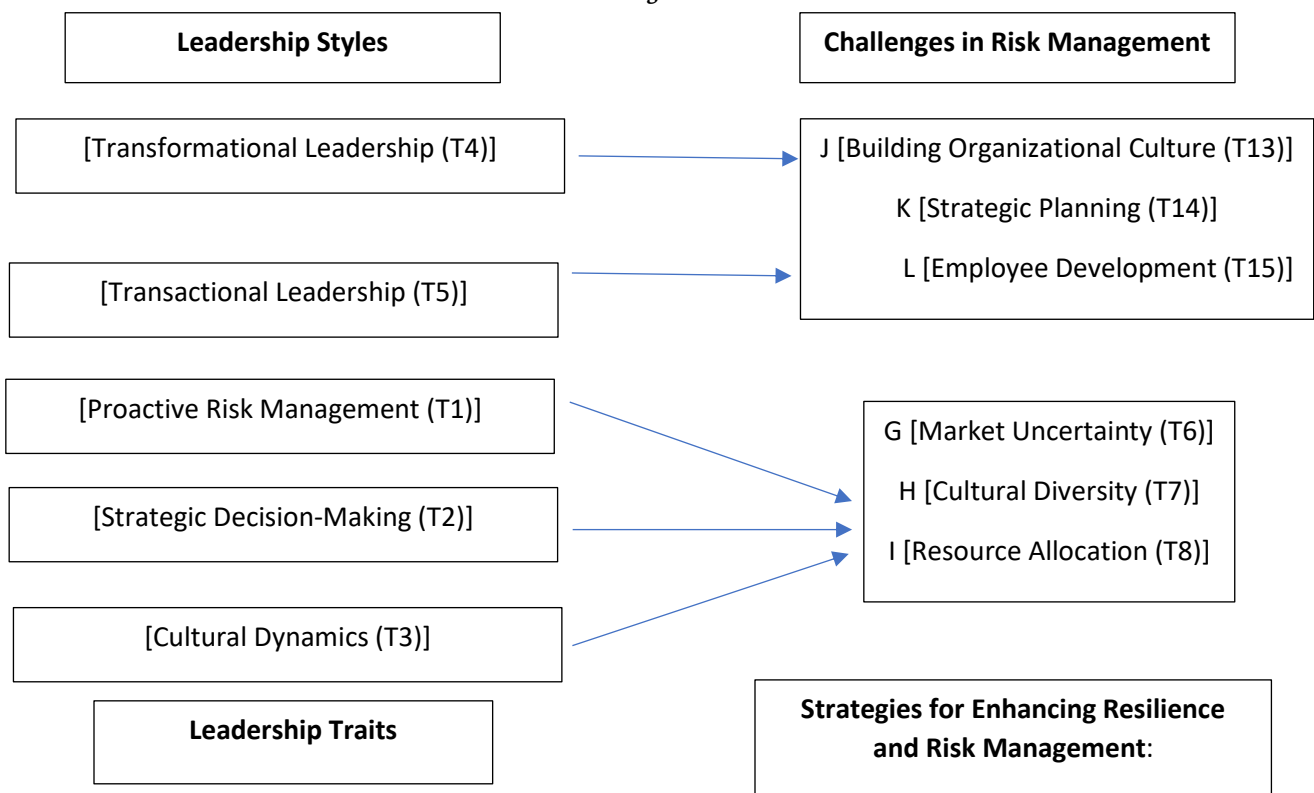 Leadership Styles
Challenges in Risk Management
[Transformational Leadership (T4)]
J [Building Organizational Culture (T13)]
K [Strategic Planning (T14)]
L [Employee Development (T15)]
[Transactional Leadership (T5)]
[Proactive Risk Management (T1)]
G [Market Uncertainty (T6)]
H [Cultural Diversity (T7)]
I [Resource Allocation (T8)]
[Strategic Decision-Making (T2)]
[Cultural Dynamics (T3)]
Leadership Traits
Strategies for Enhancing Resilience
and Risk Management: